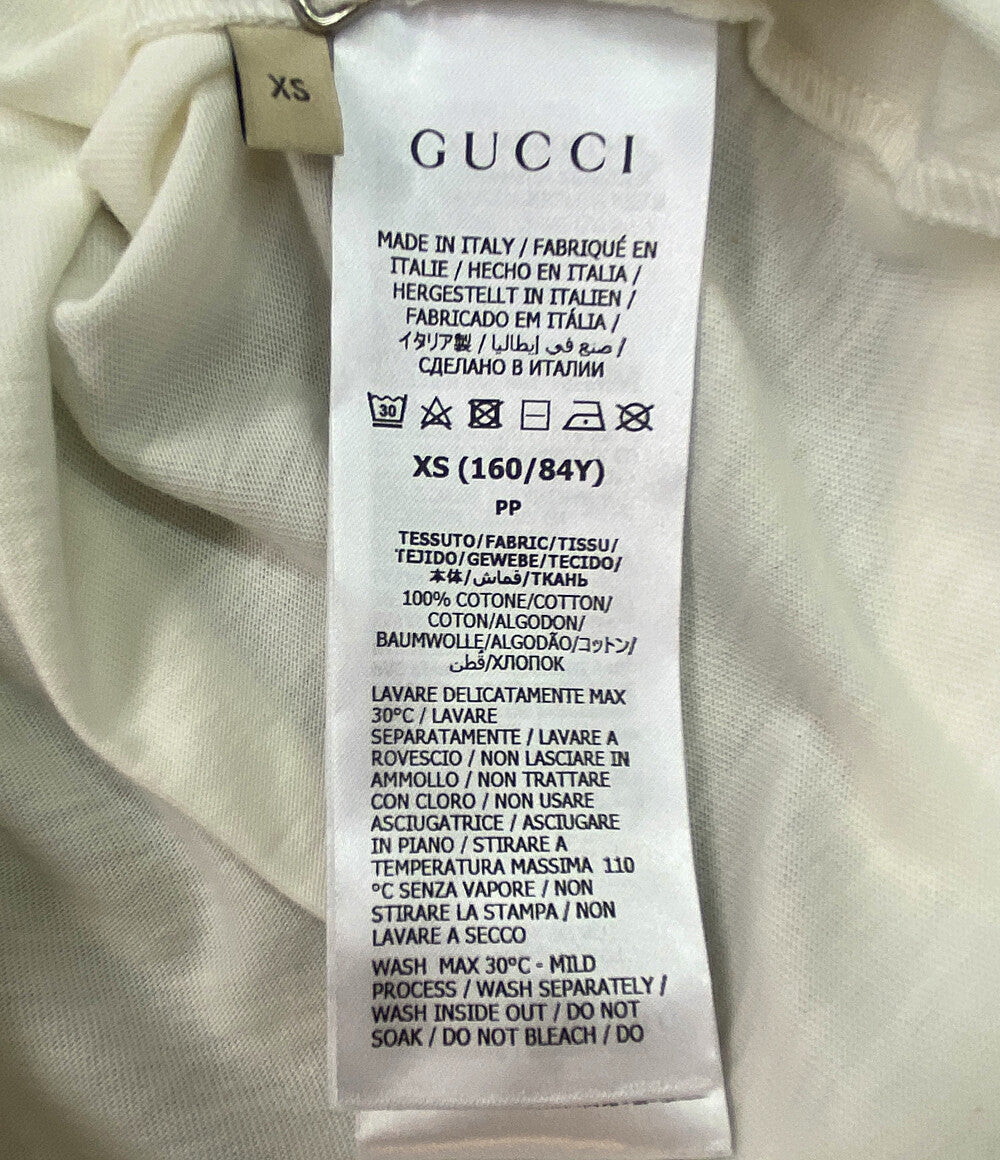 XS
GUCCI
MADE IN ITALY / FABRIQUÉ EN
ITALIE / HECHO EN ITALIA /
HERGESTELLT IN ITALIEN /
FABRICADO EM ITÁLIA /
イタリア製 / صنع في إيطاليا /
СДЕЛАНО В ИТАЛИИ
30
XS (160/84Y)
PP
TESSUTO/FABRIC/TISSU/
TEJIDO/GEWEBE/TECIDO/
本体/قماش/ТКАНЬ
100% COTONE/COTTON/
COTON/ALGODON/
BAUMWOLLE/ALGODÃO/コットン/
قُطن/ХЛОПОК
LAVARE DELICATAMENTE MAX
30°C / LAVARE
SEPARATAMENTE / LAVARE A
ROVESCIO / NON LASCIARE IN
AMMOLLO / NON TRATTARE
CON CLORO / NON USARE
ASCIUGATRICE / ASCIUGARE
IN PIANO / STIRARE A
TEMPERATURA MASSIMA 110
°C SENZA VAPORE / NON
STIRARE LA STAMPA / NON
LAVARE A SECCO
WASH MAX 30°C - MILD
PROCESS / WASH SEPARATELY /
WASH INSIDE OUT / DO NOT
SOAK / DO NOT BLEACH / DO